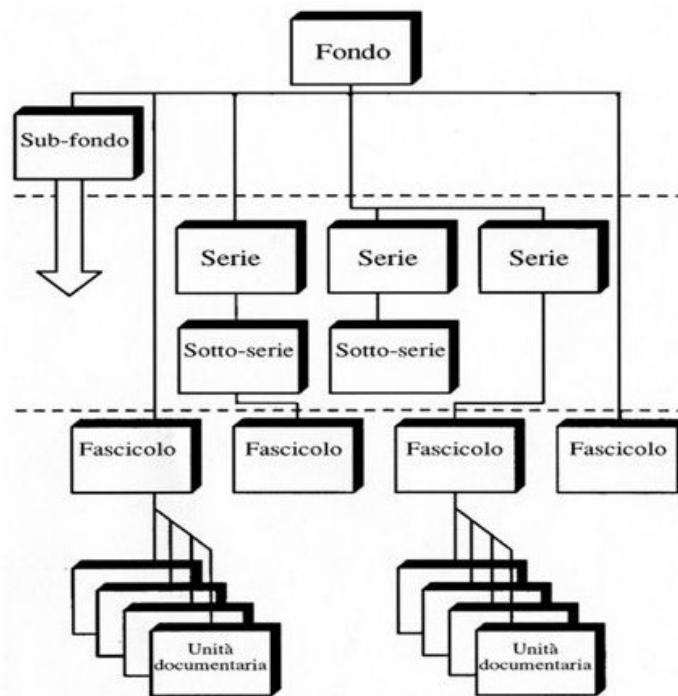 Fondo
Sub-fondo
Serie
Serie
Serie
Sotto-serie
Sotto-serie
Fascicolo
Fascicolo
Fascicolo
Fascicolo
Unità
documentaria
Unità
documentaria